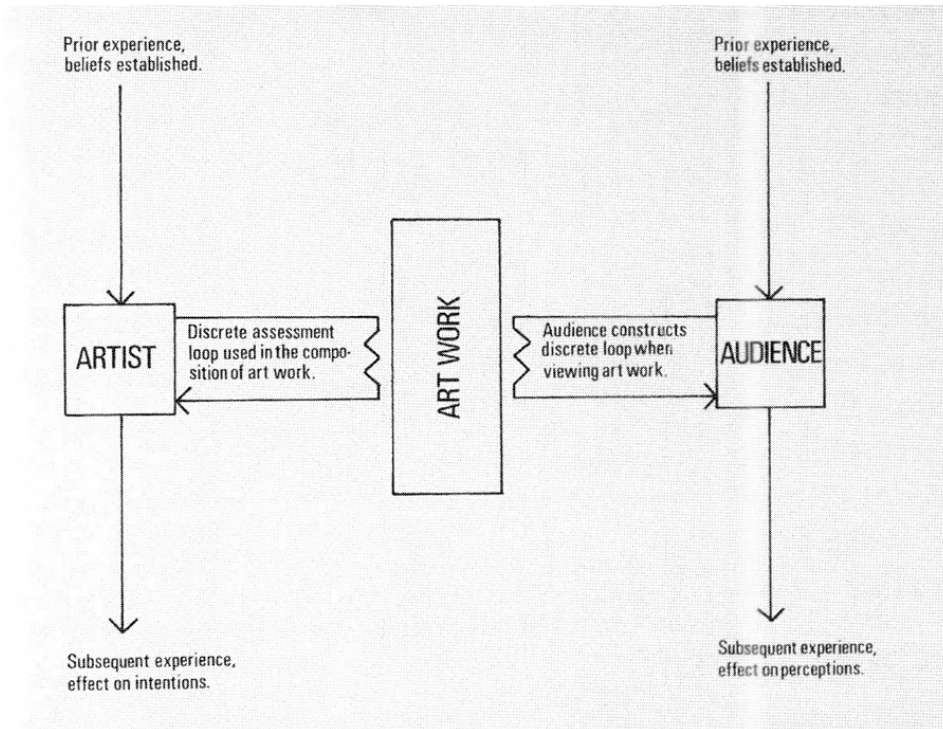 Prior experience,
beliefs established.
Prior experience,
beliefs established.
ARTIST
Discrete assessment
loop used in the compo-
sition of art work.
ART WORK
Audience constructs
discrete loop when
viewing art work.
AUDIENCE
Subsequent experience,
effect on intentions.
Subsequent experience,
effect on perceptions.